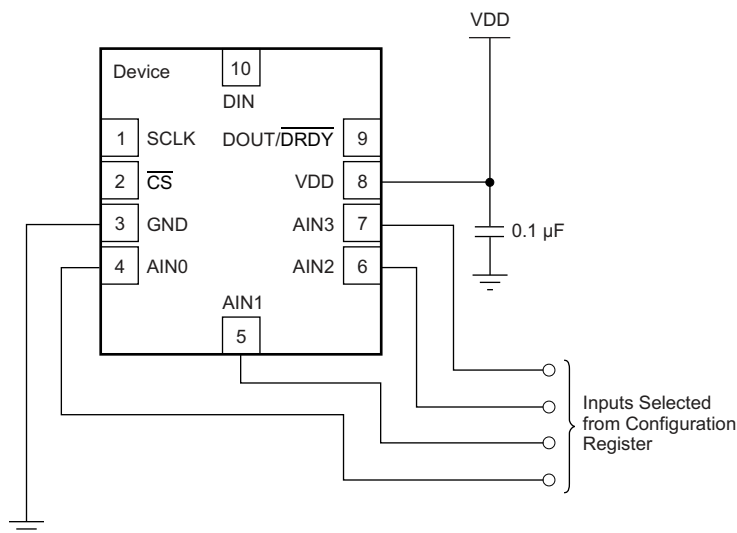 VDD
Device
10
DIN
1 SCLK
DOUT/DRDY 9
2 CS
VDD 8
3 GND
AIN3 7
0.1 µF
4 AIN0
AIN2 6
AIN1
5
Inputs Selected
from Configuration
Register